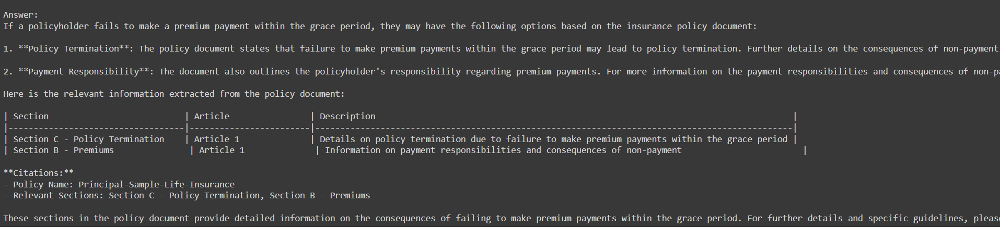 Answer:
If a policyholder fails to make a premium payment within the grace period, they may have the following options based on the insurance policy document:
1. **Policy Termination**: The policy document states that failure to make premium payments within the grace period may lead to policy termination. Further details on the consequences of non-payment
2. **Payment Responsibility**: The document also outlines the policyholder's responsibility regarding premium payments. For more information on the payment responsibilities and consequences of non-pa
Here is the relevant information extracted from the policy document:
| Section                           | Article                | Description                                                                                   |
|-----------------------------------|------------------------|-----------------------------------------------------------------------------------------------|
| Section C - Policy Termination    | Article 1              | Details on policy termination due to failure to make premium payments within the grace period |
| Section B - Premiums               | Article 1              | Information on payment responsibilities and consequences of non-payment                        |
**Citations:**
- Policy Name: Principal-Sample-Life-Insurance
- Relevant Sections: Section C - Policy Termination, Section B - Premiums
These sections in the policy document provide detailed information on the consequences of failing to make premium payments within the grace period. For further details and specific guidelines, pleas